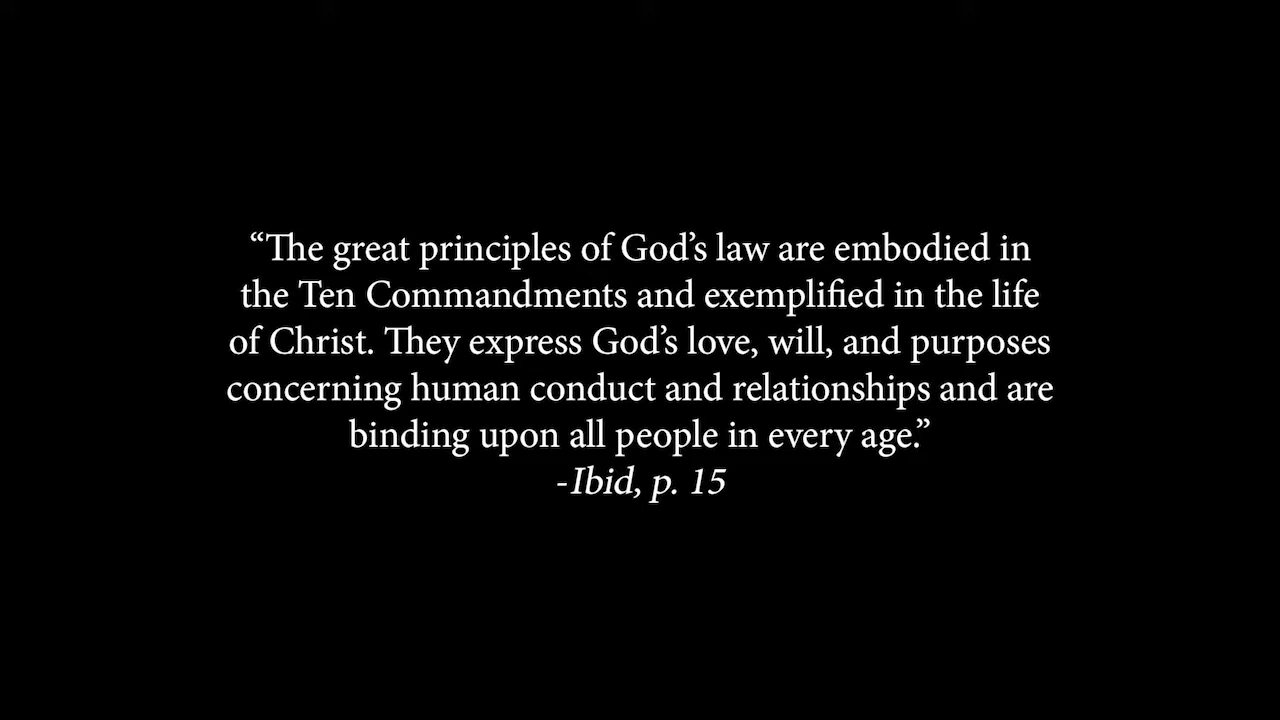 “The great principles of God’s law are embodied in
the Ten Commandments and exemplified in the life
of Christ. They express God’s love, will, and purposes
concerning human conduct and relationships and are
binding upon all people in every age.”
-Ibid, p. 15